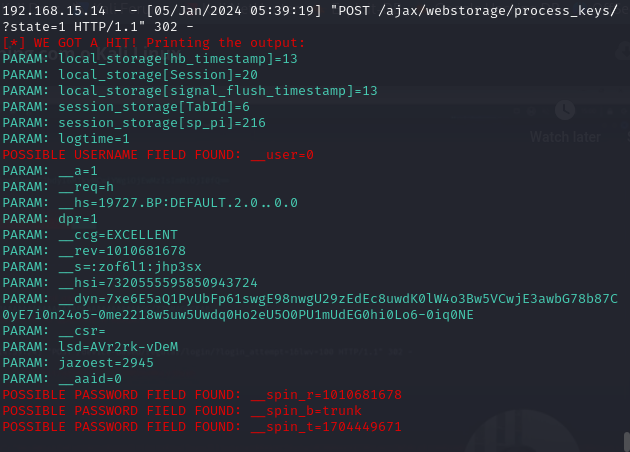 192.168.15.14 - - [05/Jan/2024 05:39:19] "POST /ajax/webstorage/process_keys/
?state=1 HTTP/1.1" 302 -
[*] WE GOT A HIT! Printing the output:
PARAM: local_storage[hb_timestamp]=13
PARAM: local_storage[Session]=20
PARAM: local_storage[signal_flush_timestamp]=13
PARAM: session_storage[TabId]=6
PARAM: session_storage[sp_pi]=216
PARAM: logtime=1
POSSIBLE USERNAME FIELD FOUND: __user=0
PARAM: __a=1
PARAM: __req=h
PARAM: __hs=19727.BP:DEFAULT.2.0..0.0
PARAM: dpr=1
PARAM: __ccg=EXCELLENT
PARAM: __rev=1010681678
PARAM: __s=:zof6l1:jhp3sx
PARAM: __hsi=7320555595850943724
PARAM: __dyn=7xe6E5aQ1PyUbFp61swgE98nwgU29zEdEc8uwdK0lW4o3Bw5VCwjE3awbG78b87C
0yE7i0n24o5-0me2218w5uw5Uwdq0Ho2eU5O0PU1mUdEG0hi0Lo6-0iq0NE
PARAM: __csr=
PARAM: lsd=AVr2rk-vDeM
PARAM: jazoest=2945
PARAM: __aaid=0
POSSIBLE PASSWORD FIELD FOUND: __spin_r=1010681678
POSSIBLE PASSWORD FIELD FOUND: __spin_b=trunk
POSSIBLE PASSWORD FIELD FOUND: __spin_t=1704449671
Watch later